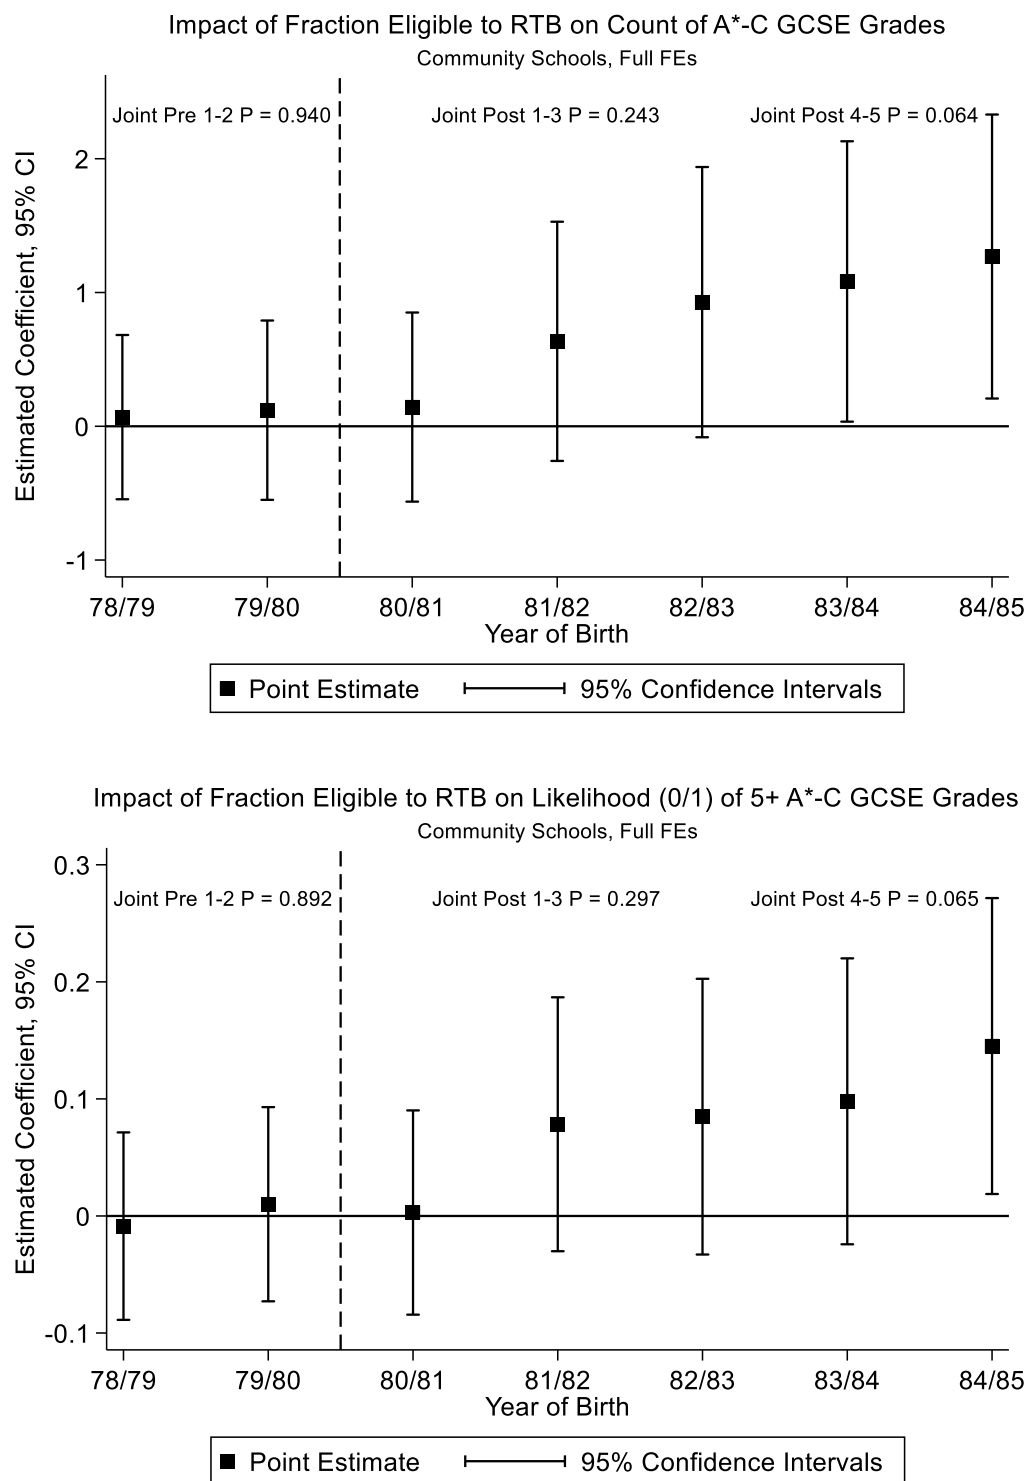 Impact of Fraction Eligible to RTB on Count of A*-C GCSE Grades
Community Schools, Full FEs
Joint Pre 1-2 P = 0.940
Joint Post 1-3 P = 0.243
Joint Post 4-5 P = 0.064
Estimated Coefficient, 95% CI
2
1
0
-1
78/79
79/80
80/81
81/82
82/83
83/84
84/85
Year of Birth
Point Estimate
95% Confidence Intervals
Impact of Fraction Eligible to RTB on Likelihood (0/1) of 5+ A*-C GCSE Grades
Community Schools, Full FEs
Joint Pre 1-2 P = 0.892
Joint Post 1-3 P = 0.297
Joint Post 4-5 P = 0.065
Estimated Coefficient, 95% CI
0.3
0.2
0.1
0
-0.1
78/79
79/80
80/81
81/82
82/83
83/84
84/85
Year of Birth
Point Estimate
95% Confidence Intervals